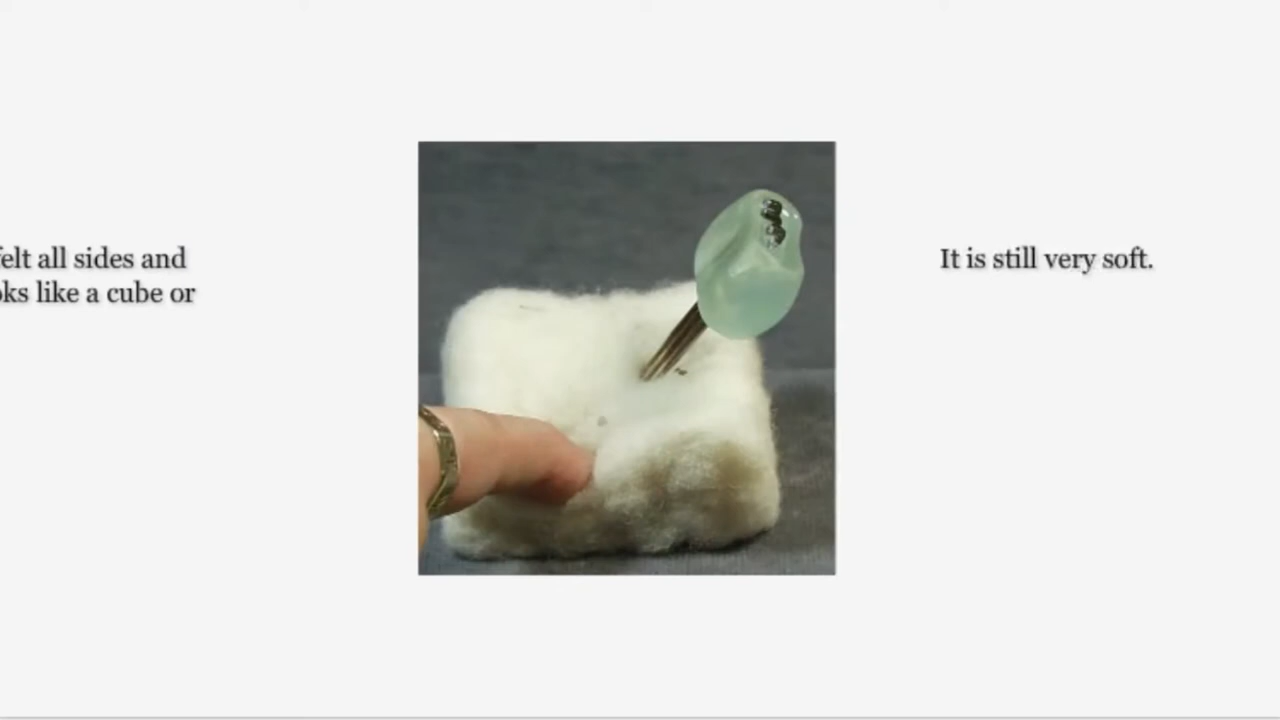 felt all sides and
oks like a cube or
It is still very soft.